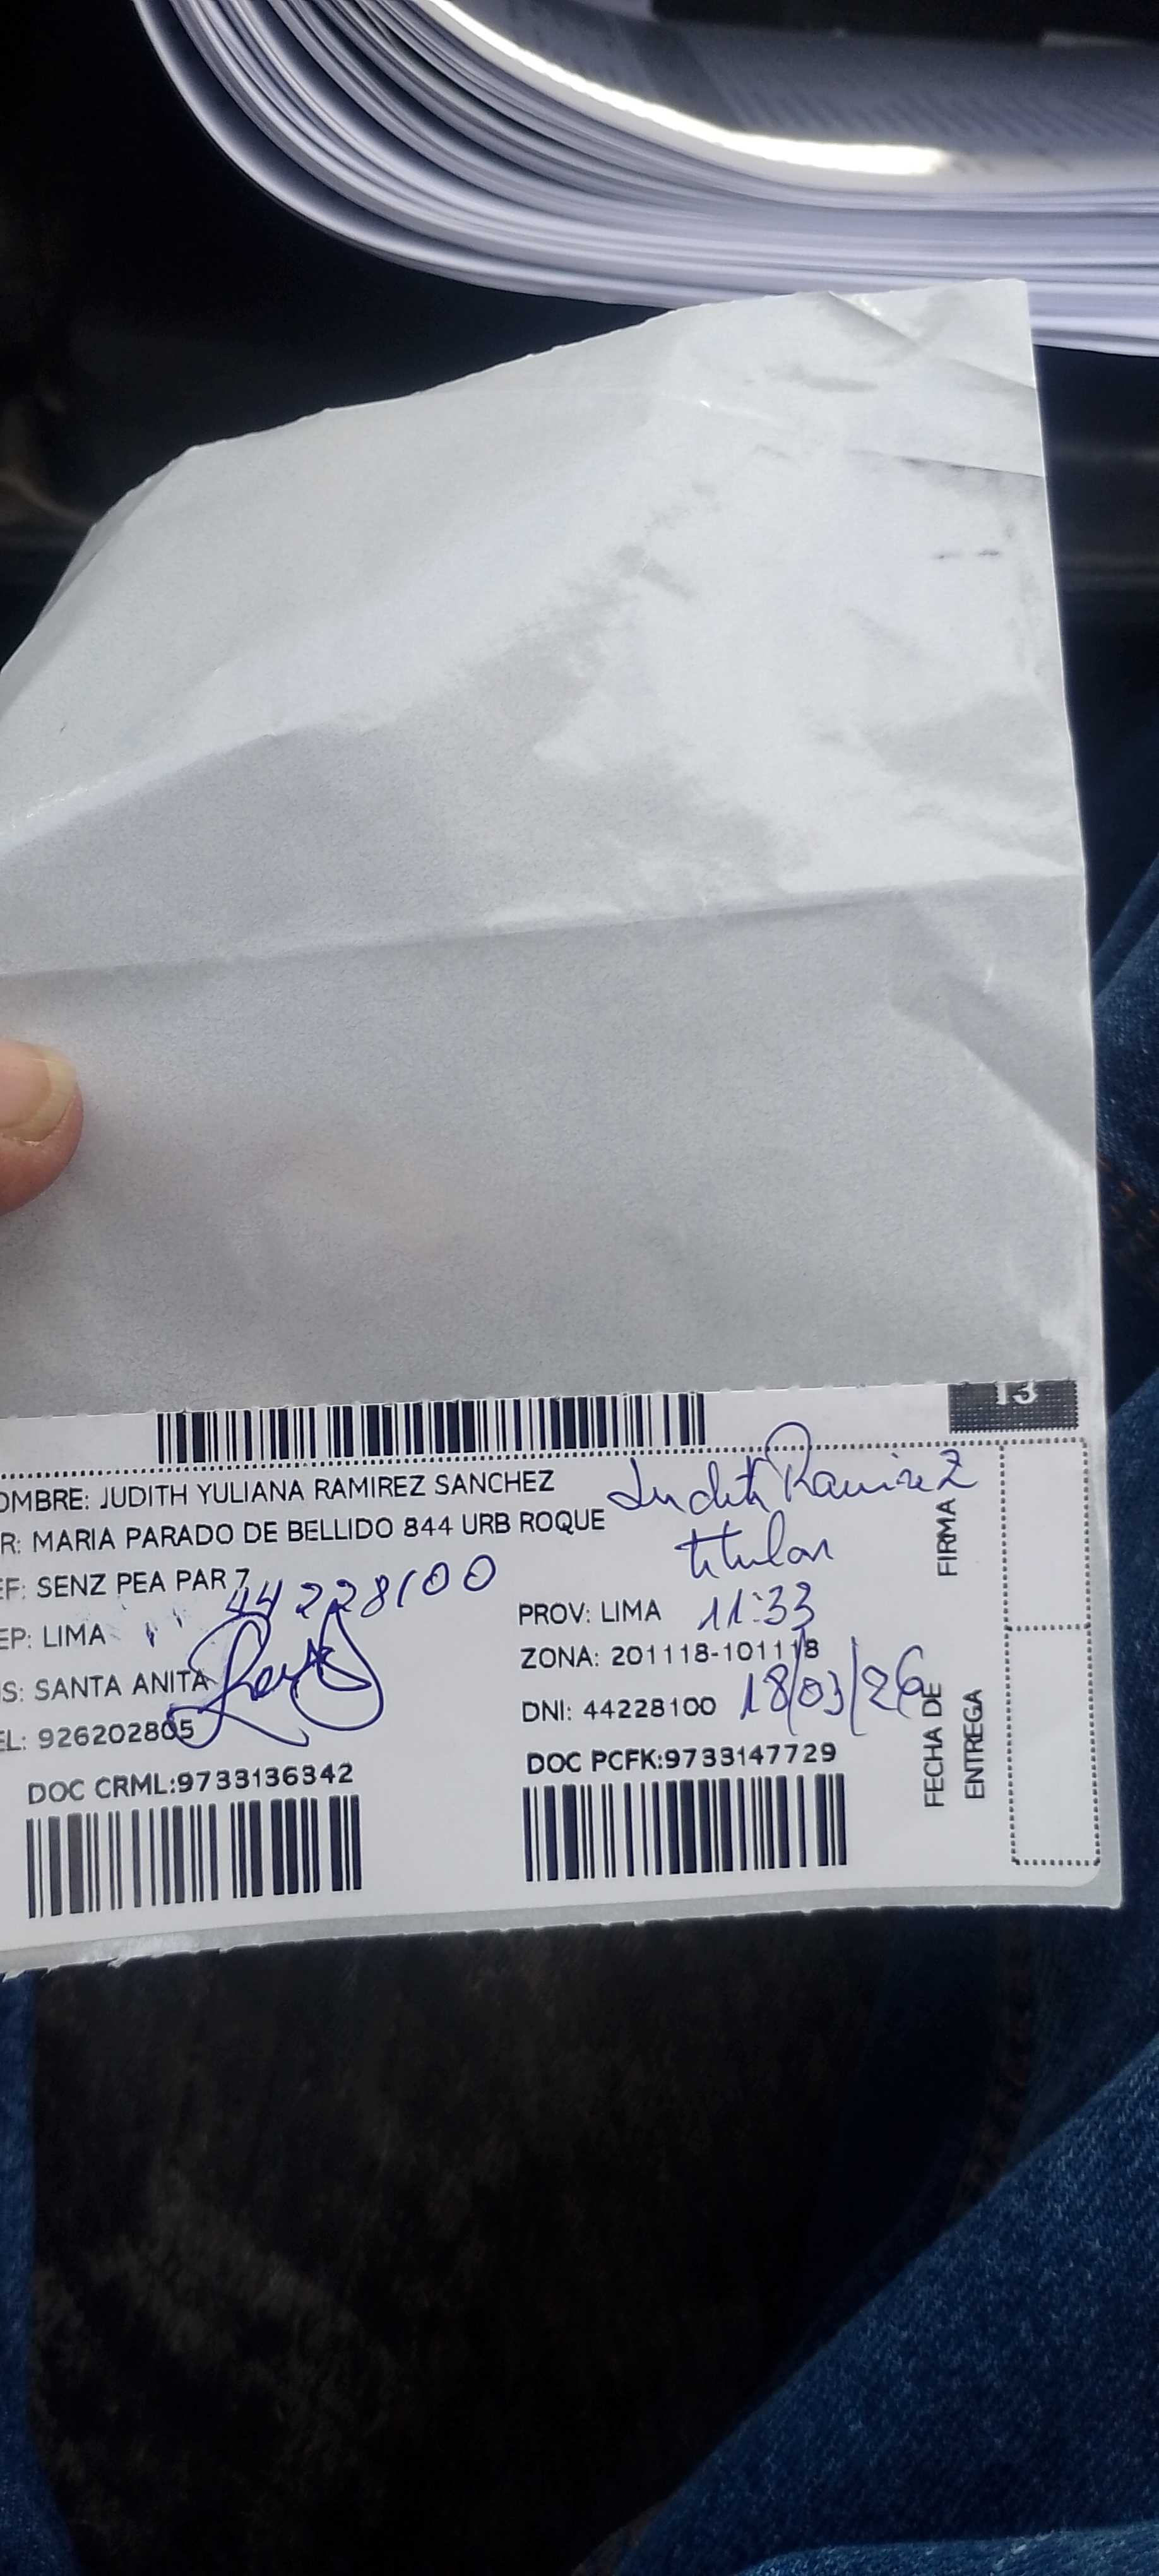 13
OMBRE: JUDITH YULIANA RAMIREZ SANCHEZ
Judith Ramirez
R: MARIA PARADO DE BELLIDO 844 URB ROQUE
titular
FIRMA
EF: SENZ PEA PAR 7
44228100
EP: LIMA
PROV: LIMA
11:33
ZONA: 201118-101118
IS: SANTA ANITA
DNI: 44228100
18/03/26
EL: 926202805
FECHA DE
ENTREGA
DOC CRML:9733136342
DOC PCFK:9733147729